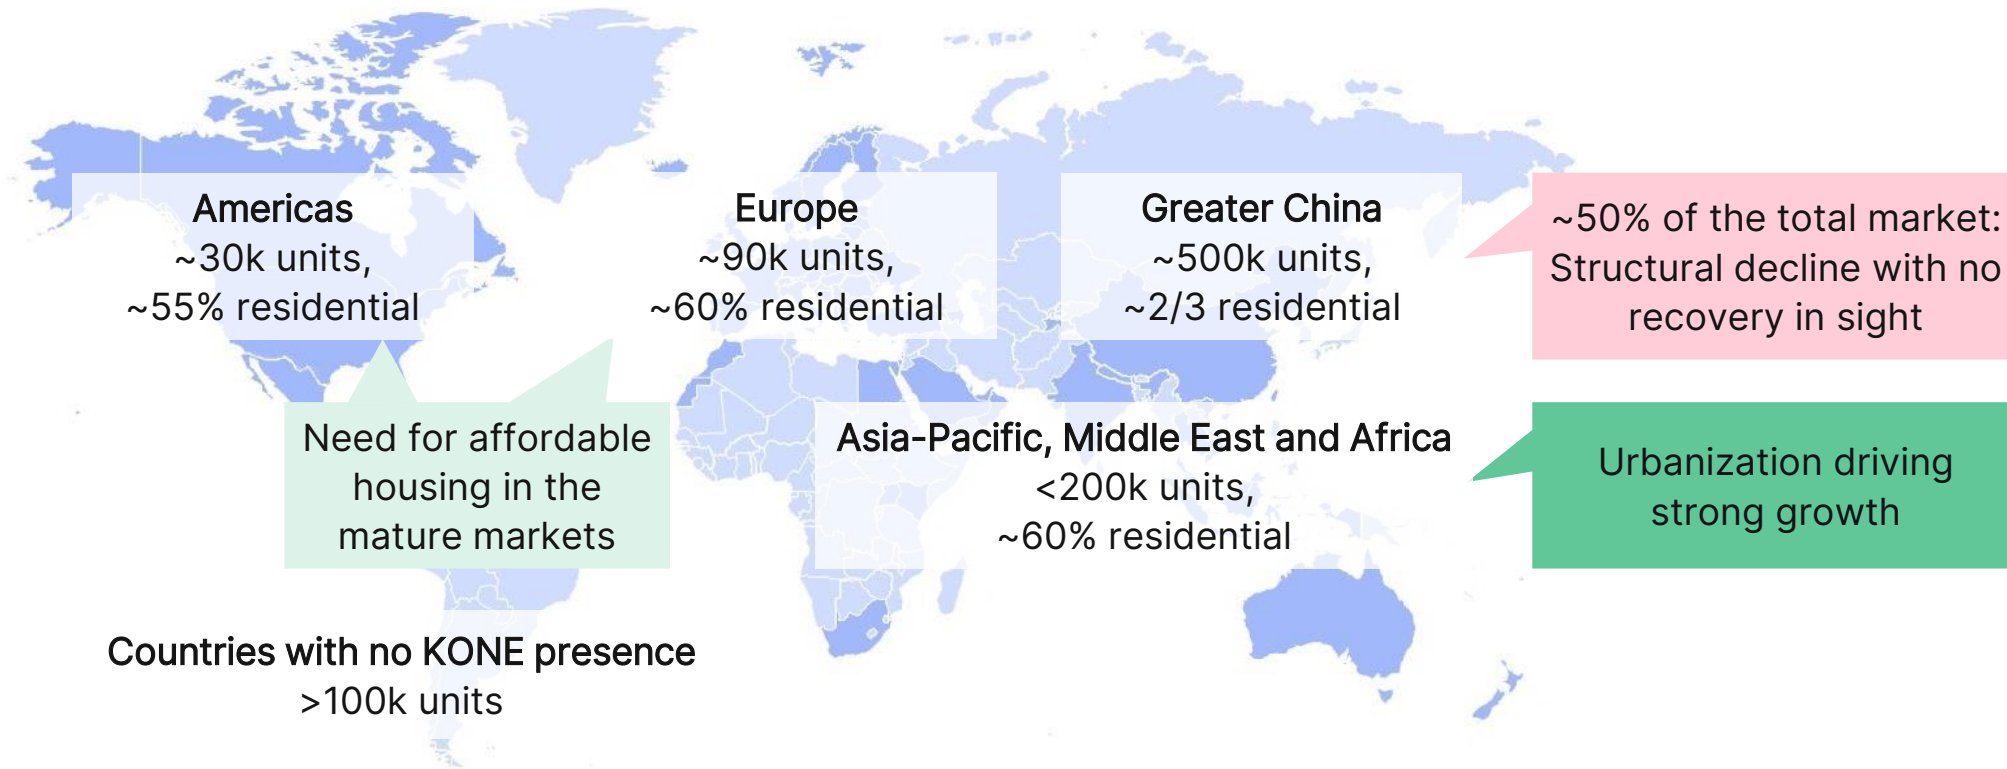 Americas
~30k units,
~55% residential
Europe
~90k units,
~60% residential
Greater China
~500k units,
~2/3 residential
~50% of the total market:
Structural decline with no
recovery in sight
Need for affordable
housing in the
mature markets
Asia-Pacific, Middle East and Africa
<200k units,
~60% residential
Urbanization driving
strong growth
Countries with no KONE presence
>100k units